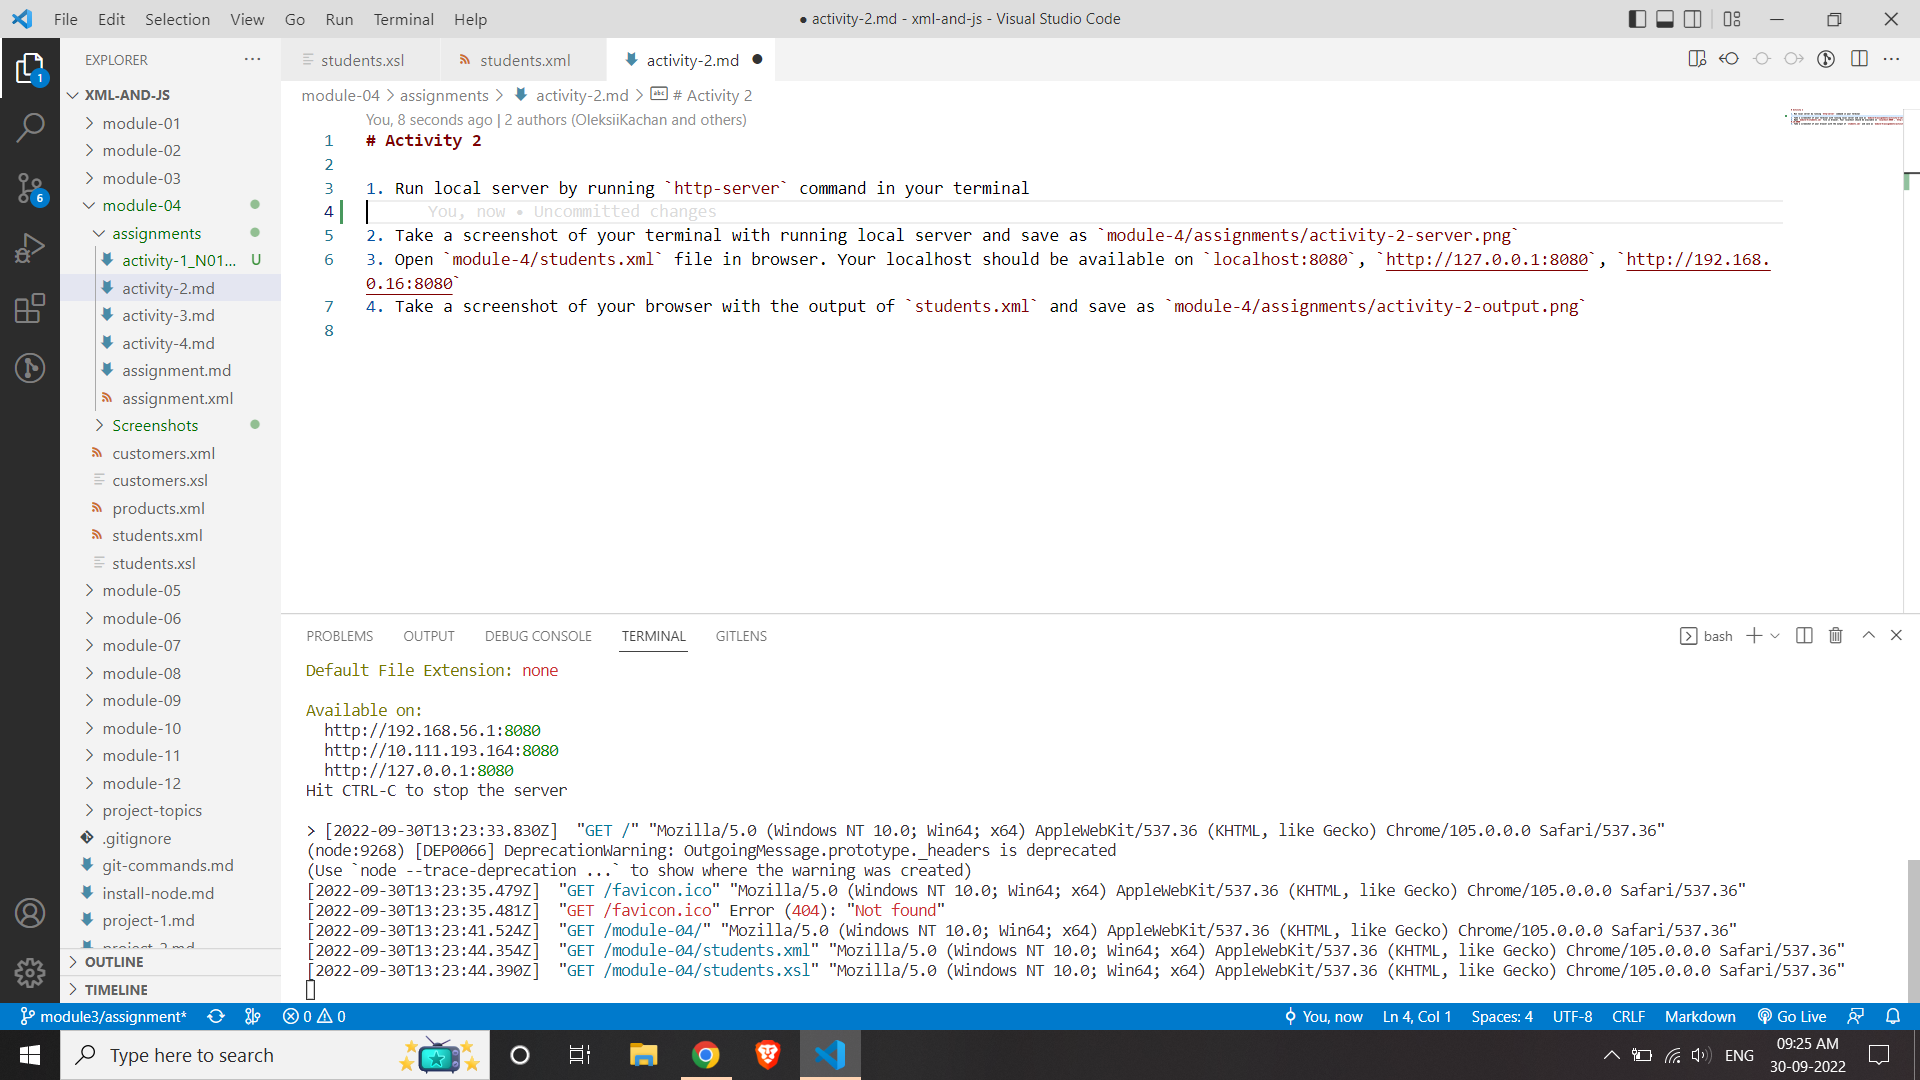 File Edit Selection View Go Run Terminal Help
● activity-2.md - xml-and-js - Visual Studio Code
EXPLORER
XML-AND-JS
module-01
module-02
module-03
module-04
assignments
activity-1_N01... U
activity-2.md
activity-3.md
activity-4.md
assignment.md
assignment.xml
Screenshots
customers.xml
customers.xsl
products.xml
students.xml
students.xsl
module-05
module-06
module-07
module-08
module-09
module-10
module-11
module-12
project-topics
.gitignore
git-commands.md
install-node.md
project-1.md
project-2.md
OUTLINE
TIMELINE
1
6
students.xsl
students.xml
activity-2.md
module-04 > assignments > activity-2.md > # Activity 2
You, 8 seconds ago | 2 authors (OleksiiKachan and others)
1 # Activity 2
2
3 1. Run local server by running `http-server` command in your terminal
4 You, now • Uncommitted changes
5 2. Take a screenshot of your terminal with running local server and save as `module-4/assignments/activity-2-server.png`
6 3. Open `module-4/students.xml` file in browser. Your localhost should be available on `localhost:8080`, `http://127.0.0.1:8080`, `http://192.168.
0.16:8080`
7 4. Take a screenshot of your browser with the output of `students.xml` and save as `module-4/assignments/activity-2-output.png`
8
PROBLEMS OUTPUT DEBUG CONSOLE TERMINAL GITLENS
bash
Default File Extension: none
Available on:
http://192.168.56.1:8080
http://10.111.193.164:8080
http://127.0.0.1:8080
Hit CTRL-C to stop the server
> [2022-09-30T13:23:33.830Z] "GET /" "Mozilla/5.0 (Windows NT 10.0; Win64; x64) AppleWebKit/537.36 (KHTML, like Gecko) Chrome/105.0.0.0 Safari/537.36"
(node:9268) [DEP0066] DeprecationWarning: OutgoingMessage.prototype._headers is deprecated
(Use `node --trace-deprecation ...` to show where the warning was created)
[2022-09-30T13:23:35.479Z] "GET /favicon.ico" "Mozilla/5.0 (Windows NT 10.0; Win64; x64) AppleWebKit/537.36 (KHTML, like Gecko) Chrome/105.0.0.0 Safari/537.36"
[2022-09-30T13:23:35.481Z] "GET /favicon.ico" Error (404): "Not found"
[2022-09-30T13:23:41.524Z] "GET /module-04/" "Mozilla/5.0 (Windows NT 10.0; Win64; x64) AppleWebKit/537.36 (KHTML, like Gecko) Chrome/105.0.0.0 Safari/537.36"
[2022-09-30T13:23:44.354Z] "GET /module-04/students.xml" "Mozilla/5.0 (Windows NT 10.0; Win64; x64) AppleWebKit/537.36 (KHTML, like Gecko) Chrome/105.0.0.0 Safari/537.36"
[2022-09-30T13:23:44.390Z] "GET /module-04/students.xsl" "Mozilla/5.0 (Windows NT 10.0; Win64; x64) AppleWebKit/537.36 (KHTML, like Gecko) Chrome/105.0.0.0 Safari/537.36"
module3/assignment* 0 0
You, now Ln 4, Col 1 Spaces: 4 UTF-8 CRLF Markdown Go Live
Type here to search
ENG
09:25 AM
30-09-2022